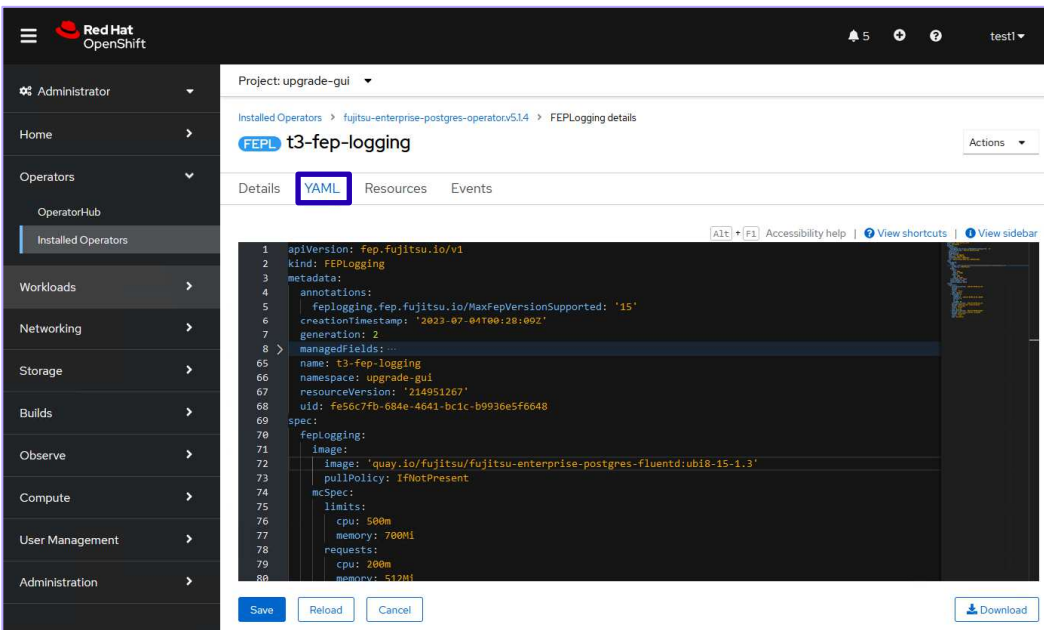 Red Hat
OpenShift
5
test1
Administrator
Home
Operators
OperatorHub
Installed Operators
Workloads
Networking
Storage
Builds
Observe
Compute
User Management
Administration
Project: upgrade-gui
Installed Operators > fujitsu-enterprise-postgres-operator.v5.1.4 > FEPLogging details
FEPL t3-fep-logging
Actions
Details YAML Resources Events
Alt + F1 Accessibility help | View shortcuts | View sidebar
1 apiVersion: fep.fujitsu.io/v1
2 kind: FEPLogging
3 metadata:
4 annotations:
5 feplogging.fep.fujitsu.io/MaxFepVersionSupported: '15'
6 creationTimestamp: '2023-07-04T00:28:09Z'
7 generation: 2
8 > managedFields: ...
65 name: t3-fep-logging
66 namespace: upgrade-gui
67 resourceVersion: '214951267'
68 uid: fe56c7fb-684e-4641-bc1c-b9936e5f6648
69 spec:
70 fepLogging:
71 image:
72 image: 'quay.io/fujitsu/fujitsu-enterprise-postgres-fluentd:ubi8-15-1.3'
73 pullPolicy: IfNotPresent
74 mcSpec:
75 limits:
76 cpu: 500m
77 memory: 700Mi
78 requests:
79 cpu: 200m
80 memory: 512Mi
Save Reload Cancel Download